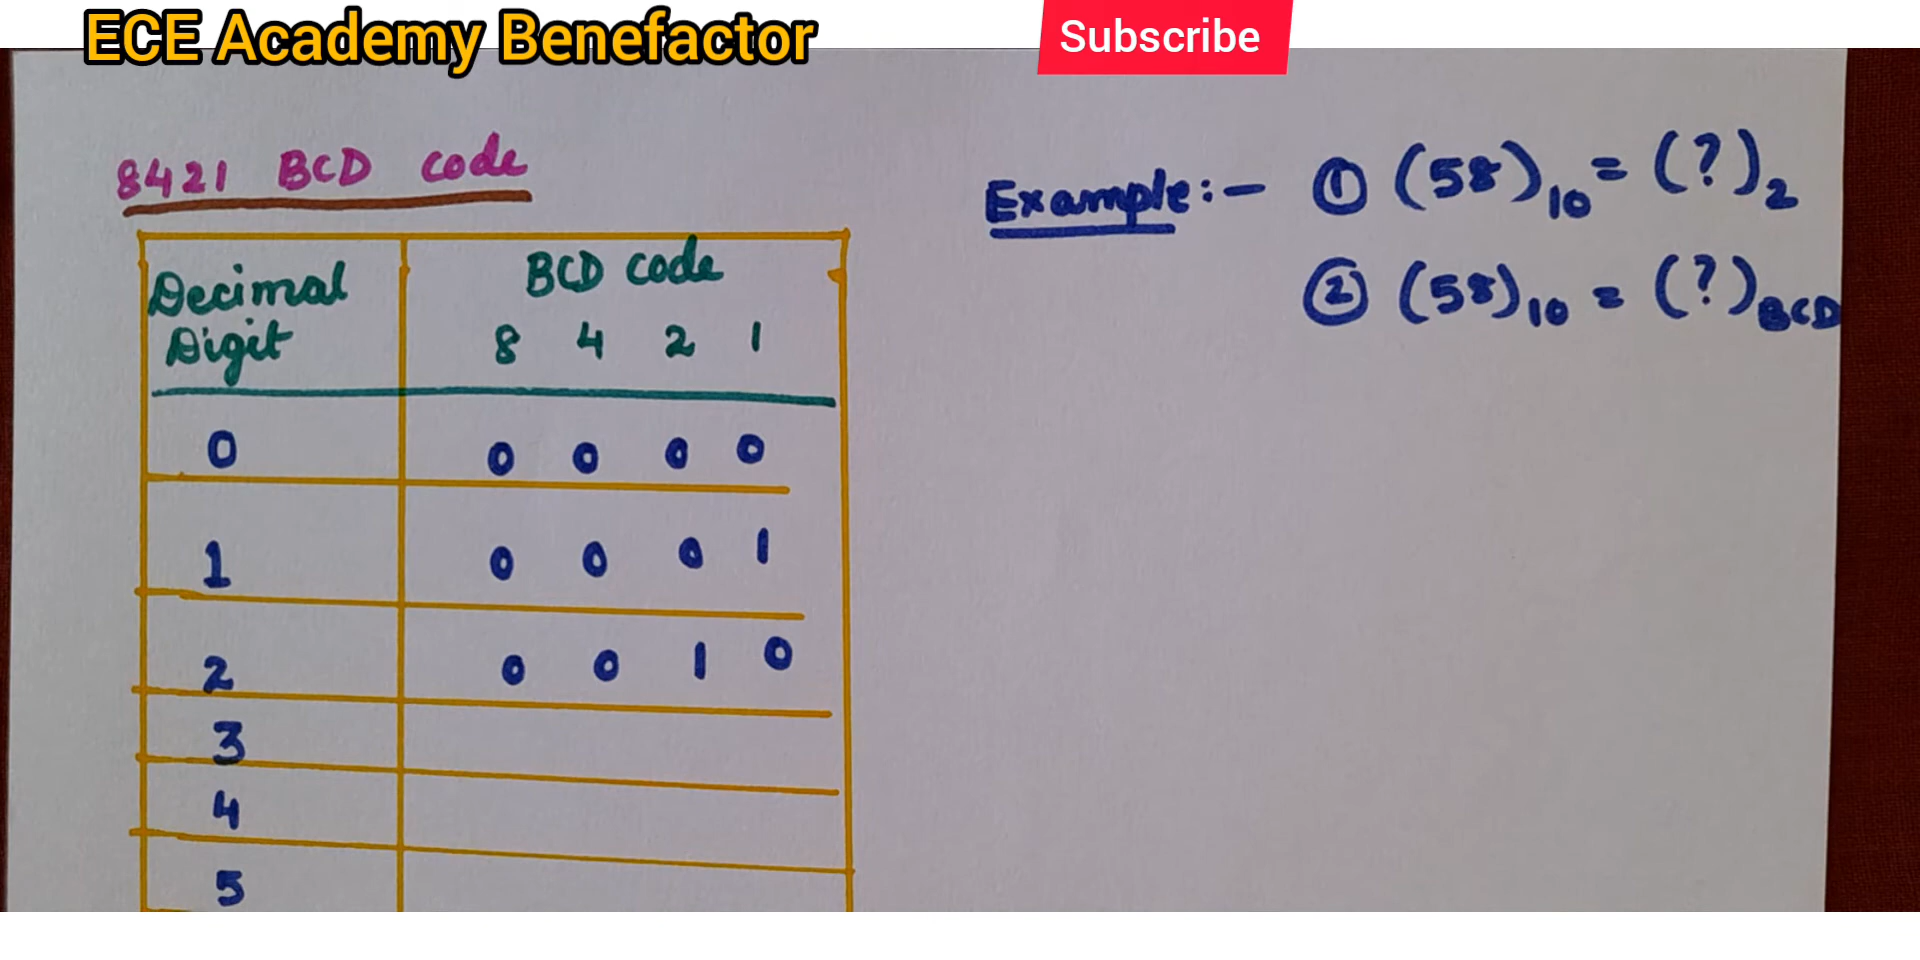 ECE Academy Benefactor
Subscribe
8421 BCD code
Decimal Digit
BCD code
8 4 2 1
0 0 0 0 0
1 0 0 0 1
2 0 0 1 0
3
4
5
Example:- ① (58)10 = (?)2
② (58)10 = (?)BCD